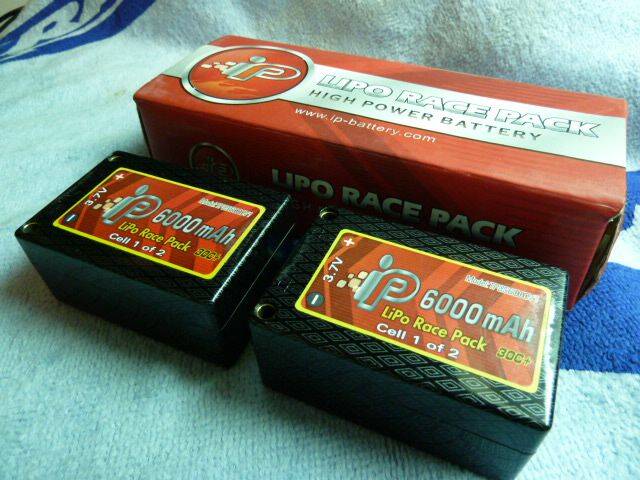 iP
LIPO RACE PACK
HIGH POWER BATTERY
www.ip-battery.com
LIPO RACE PACK
3.7V + -
iP 6000mAh
LiPo Race Pack
Cell 1 of 2
3.7V + -
iP 6000mAh
LiPo Race Pack 30C+
Cell 1 of 2